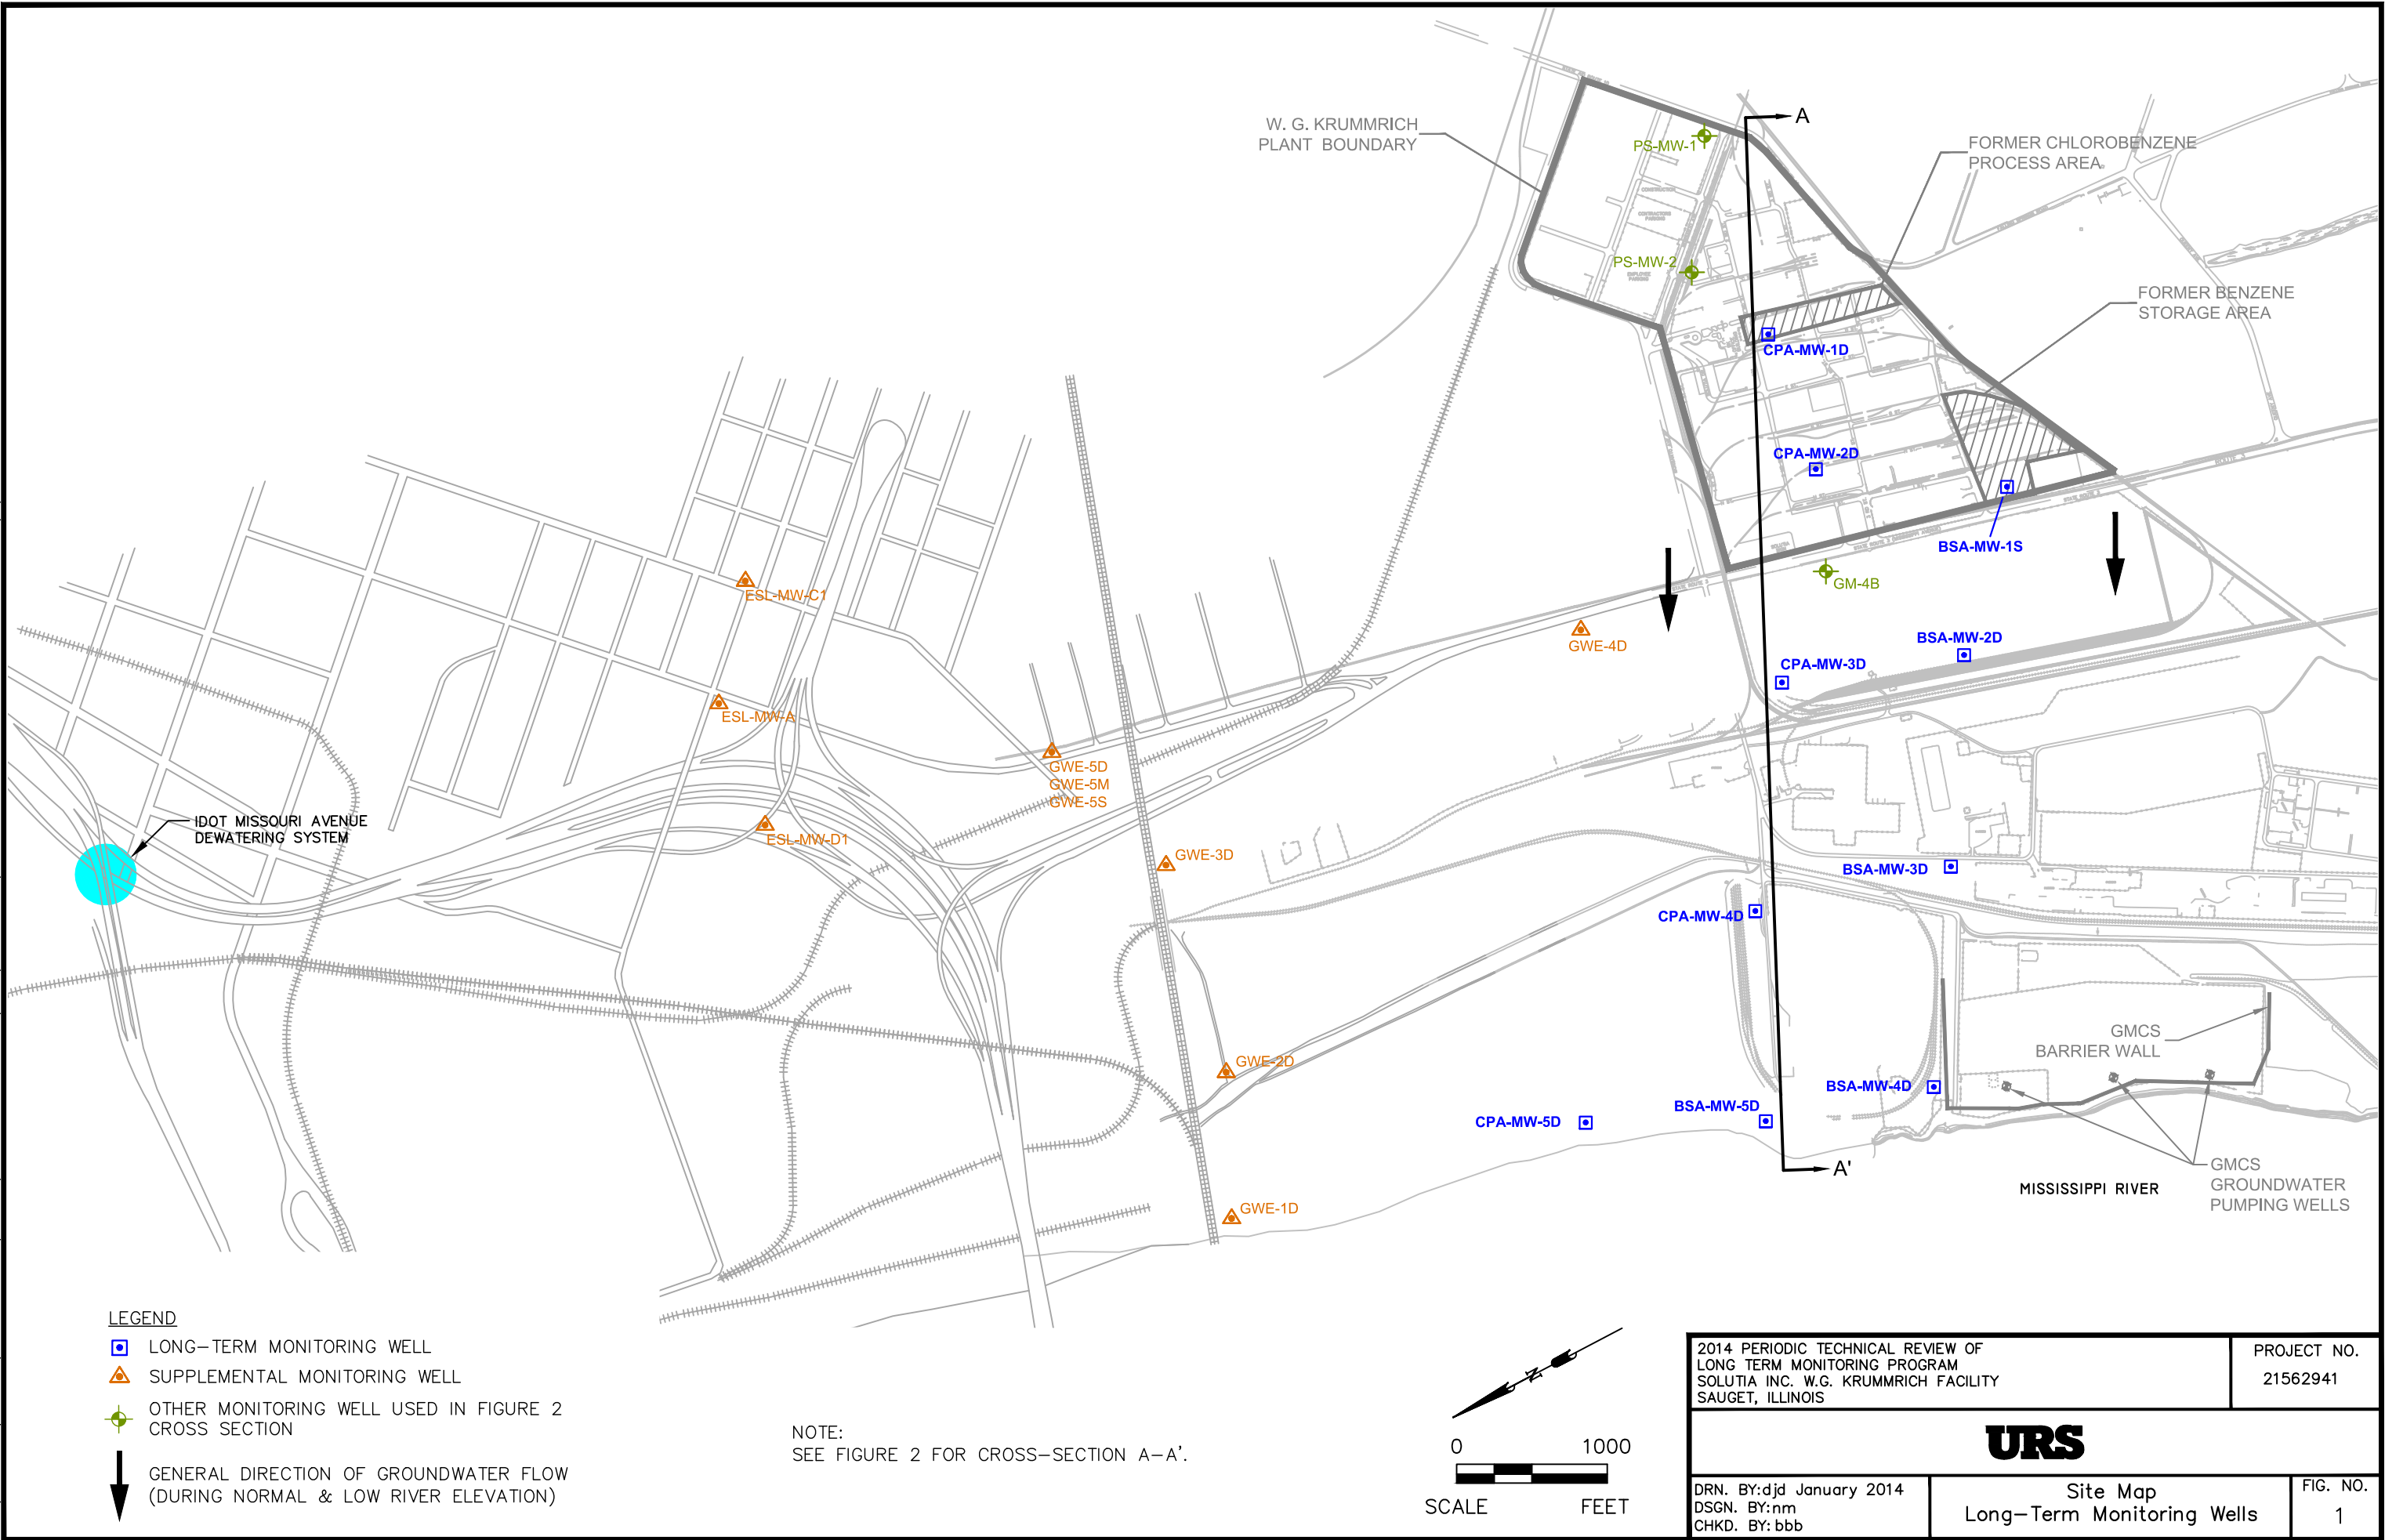 W. G. KRUMMRICH
PLANT BOUNDARY
A
PS-MW-1
FORMER CHLOROBENZENE
PROCESS AREA
CONSTRUCTION
CONTRACTORS
PARKING
PS-MW-2
EMPLOYEE
PARKING
FORMER BENZENE
STORAGE AREA
CPA-MW-1D
CPA-MW-2D
BSA-MW-1S
GM-4B
ESL-MW-C1
GWE-4D
BSA-MW-2D
CPA-MW-3D
ESL-MW-A
GWE-5D
GWE-5M
GWE-5S
IDOT MISSOURI AVENUE
DEWATERING SYSTEM
ESL-MW-D1
GWE-3D
BSA-MW-3D
CPA-MW-4D
GMCS
BARRIER WALL
GWE-2D
BSA-MW-4D
BSA-MW-5D
CPA-MW-5D
A'
GMCS
GROUNDWATER
PUMPING WELLS
MISSISSIPPI RIVER
GWE-1D
LEGEND
LONG-TERM MONITORING WELL
SUPPLEMENTAL MONITORING WELL
OTHER MONITORING WELL USED IN FIGURE 2
CROSS SECTION
GENERAL DIRECTION OF GROUNDWATER FLOW
(DURING NORMAL & LOW RIVER ELEVATION)
NOTE:
SEE FIGURE 2 FOR CROSS-SECTION A-A'.
N
0 1000
SCALE FEET
2014 PERIODIC TECHNICAL REVIEW OF
LONG TERM MONITORING PROGRAM
SOLUTIA INC. W.G. KRUMMRICH FACILITY
SAUGET, ILLINOIS
PROJECT NO.
21562941
URS
DRN. BY:djd January 2014
DSGN. BY:nm
CHKD. BY:bbb
Site Map
Long-Term Monitoring Wells
FIG. NO.
1